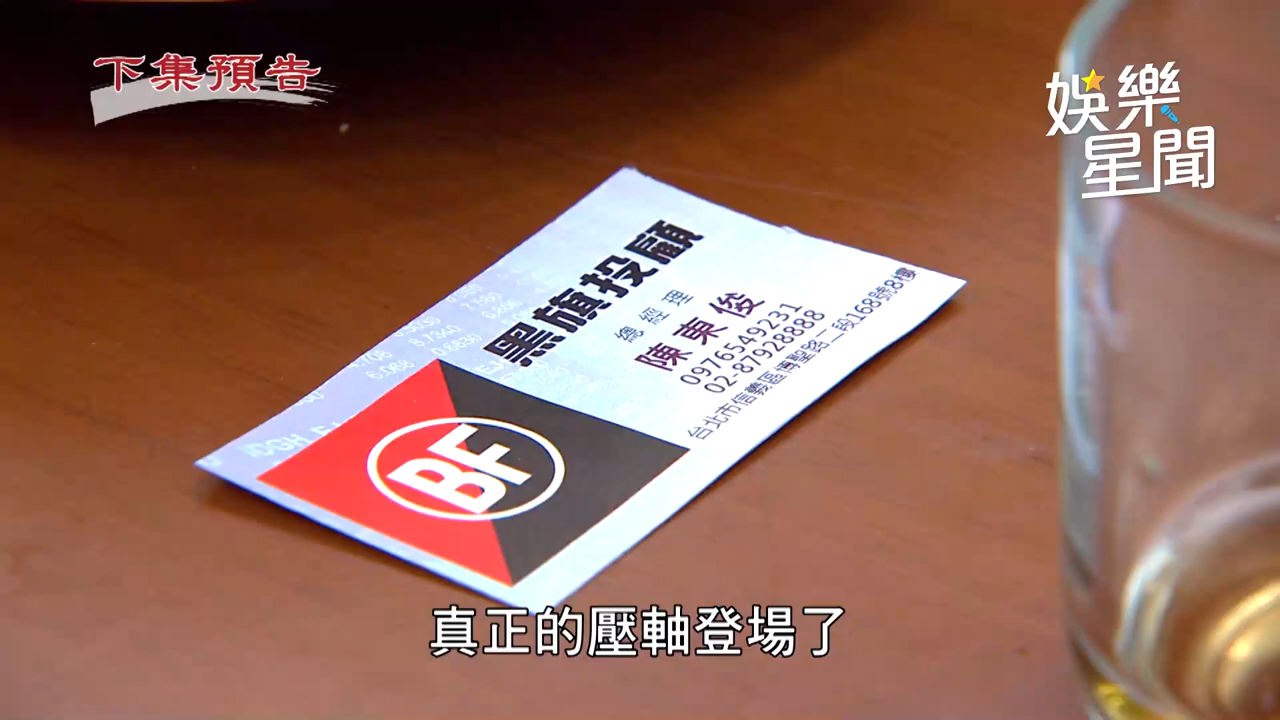 下集預告
娛樂
星聞
黑旗投顧
總經理
陳東俊
0976549231
02-87928888
台北市信義區博聖路二段168號8樓
BF
真正的壓軸登場了